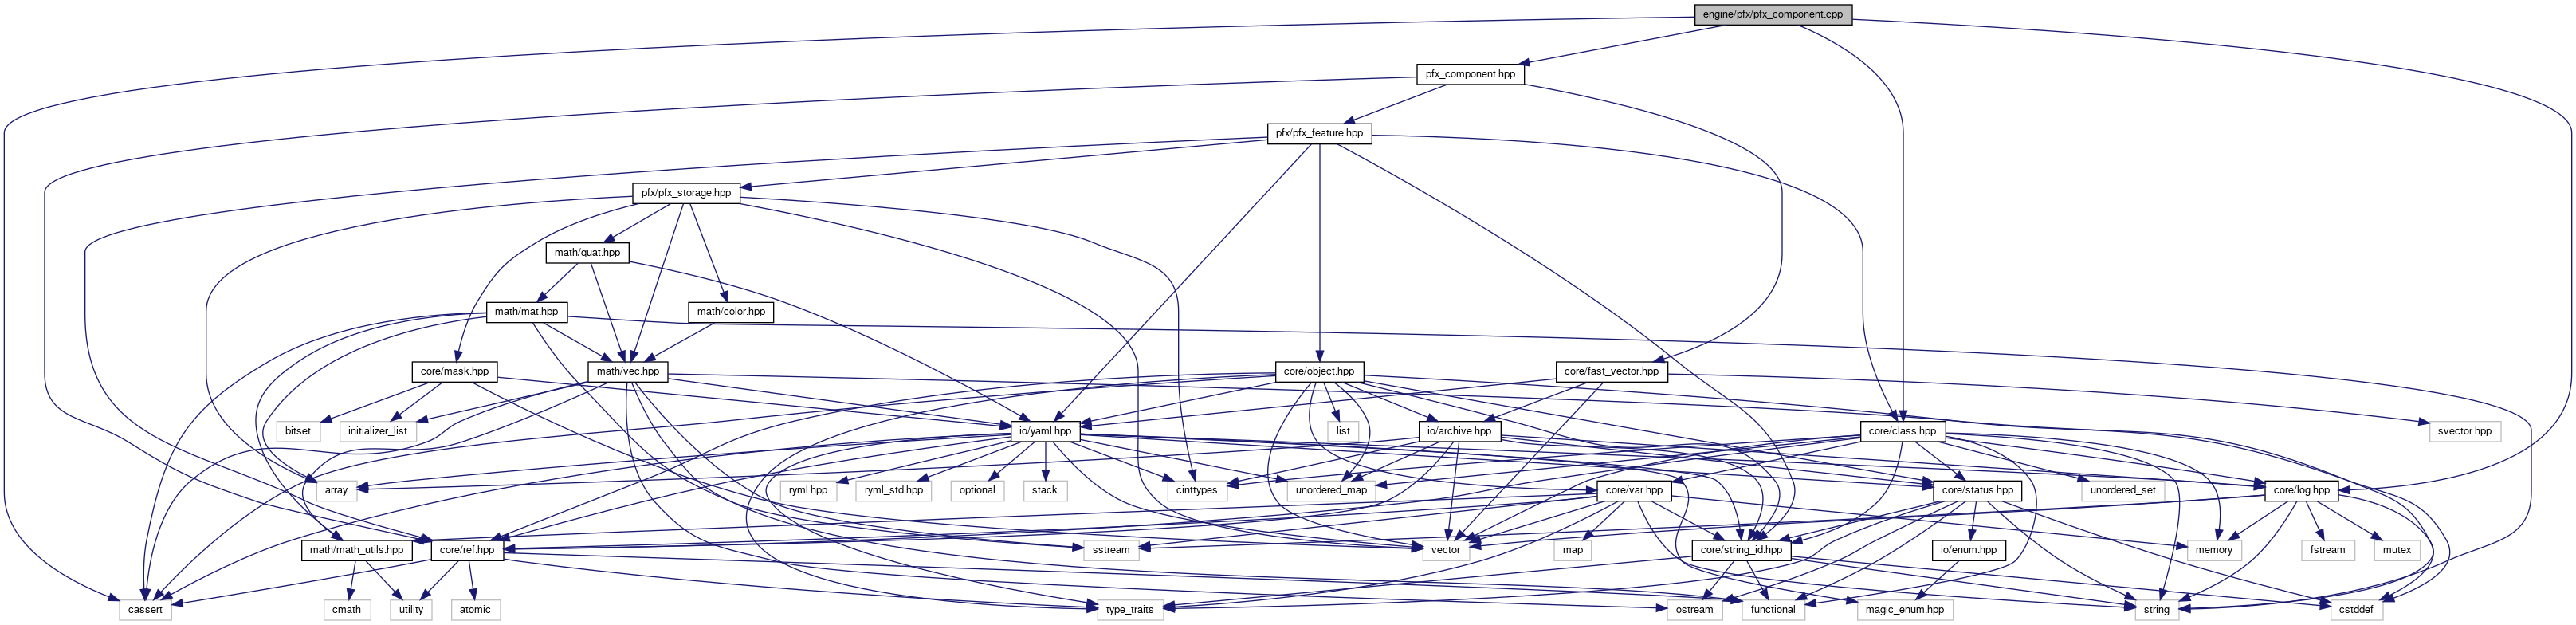 engine/pfx/pfx_component.cpp
pfx_component.hpp
pfx/pfx_feature.hpp
pfx/pfx_storage.hpp
math/quat.hpp
math/mat.hpp
math/color.hpp
core/mask.hpp
math/vec.hpp
core/object.hpp
core/fast_vector.hpp
bitset
initializer_list
io/yaml.hpp
list
io/archive.hpp
core/class.hpp
svector.hpp
array
ryml.hpp
ryml_std.hpp
optional
stack
cinttypes
unordered_map
core/var.hpp
core/status.hpp
unordered_set
core/log.hpp
math/math_utils.hpp
core/ref.hpp
sstream
vector
map
core/string_id.hpp
io/enum.hpp
memory
fstream
mutex
cassert
cmath
utility
atomic
type_traits
ostream
functional
magic_enum.hpp
string
cstddef